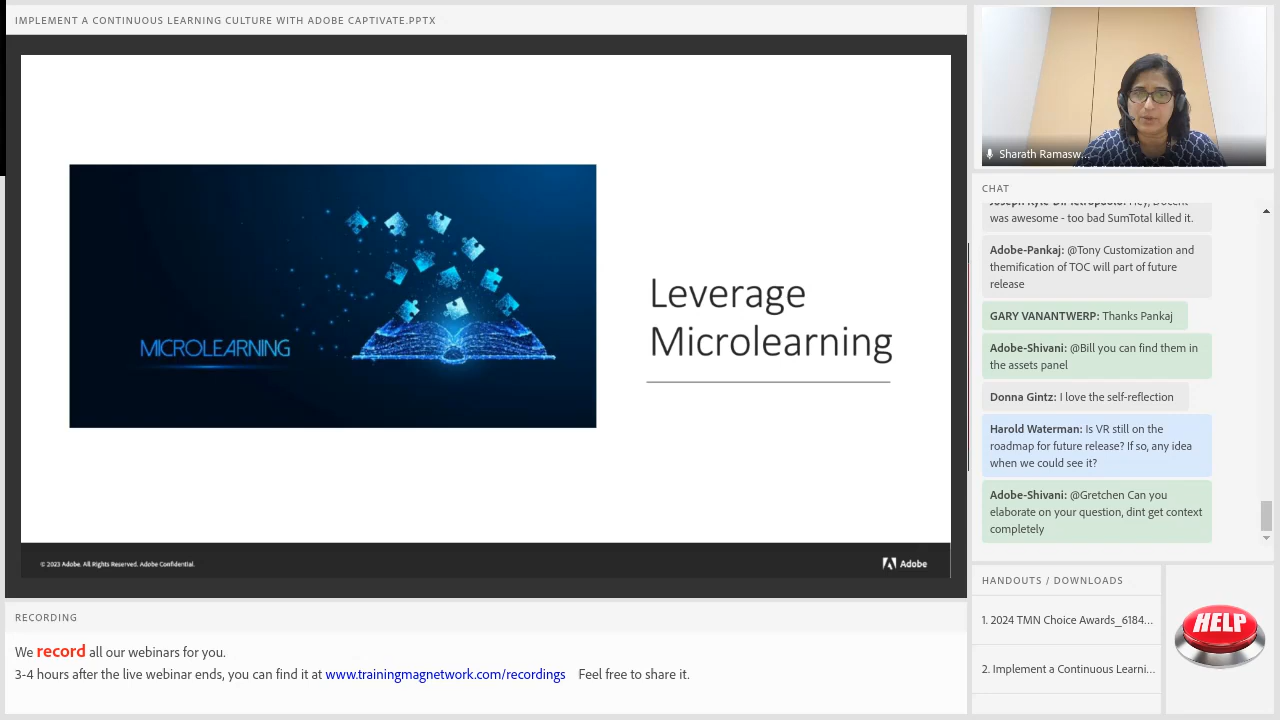 IMPLEMENT A CONTINUOUS LEARNING CULTURE WITH ADOBE CAPTIVATE.PPTX
MICROLEARNING
Leverage
Microlearning
© 2023 Adobe. All Rights Reserved. Adobe Confidential.
Adobe
RECORDING
We record all our webinars for you.
3-4 hours after the live webinar ends, you can find it at www.trainingmagnetwork.com/recordings Feel free to share it.
Sharath Ramasw...
CHAT
was awesome - too bad SumTotal killed it.
Adobe-Pankaj: @Tony Customization and
themification of TOC will part of future
release
GARY VANANTWERP: Thanks Pankaj
Adobe-Shivani: @Bill you can find them in
the assets panel
Donna Gintz: I love the self-reflection
Harold Waterman: Is VR still on the
roadmap for future release? If so, any idea
when we could see it?
Adobe-Shivani: @Gretchen Can you
elaborate on your question, dint get context
completely
HANDOUTS / DOWNLOADS
1. 2024 TMN Choice Awards_6184...
2. Implement a Continuous Learni...
HELP